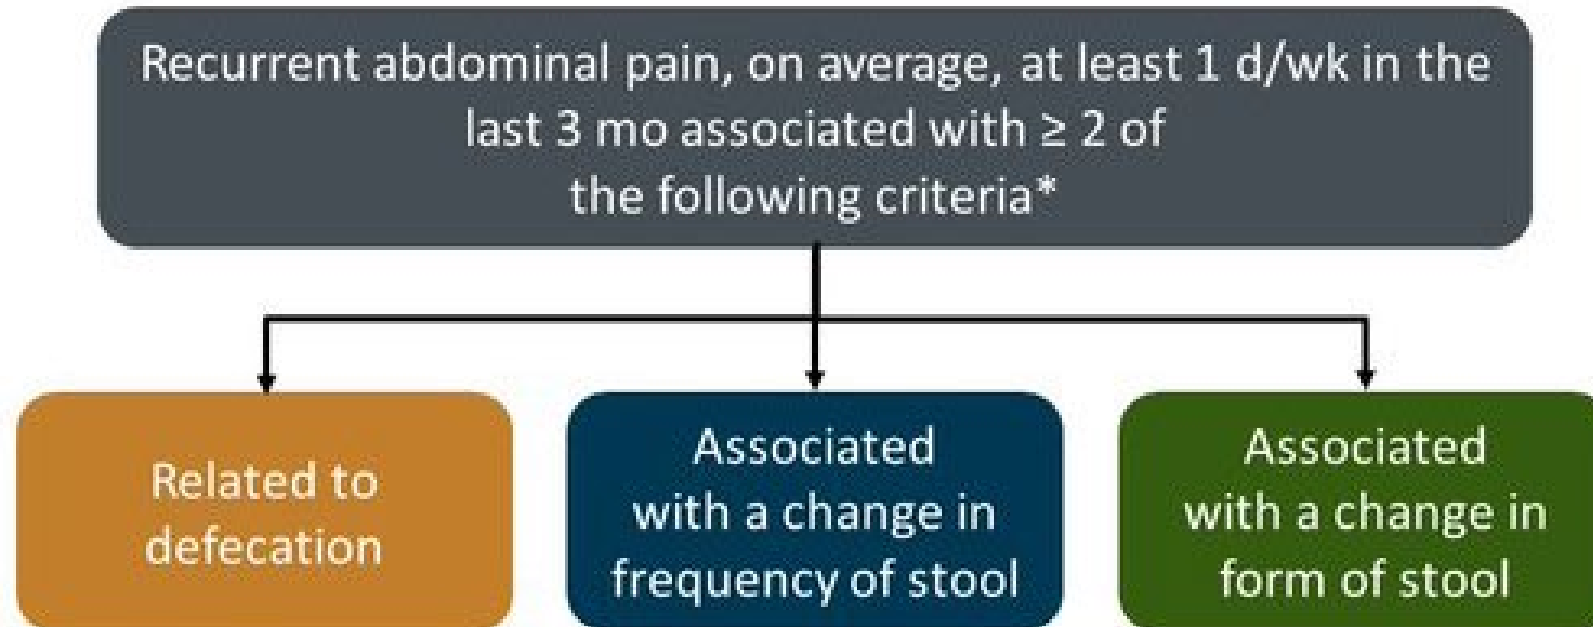 Recurrent abdominal pain, on average, at least 1 d/wk in the
last 3 mo associated with ≥ 2 of
the following criteria*
Related to
defecation
Associated
with a change in
frequency of stool
Associated
with a change in
form of stool